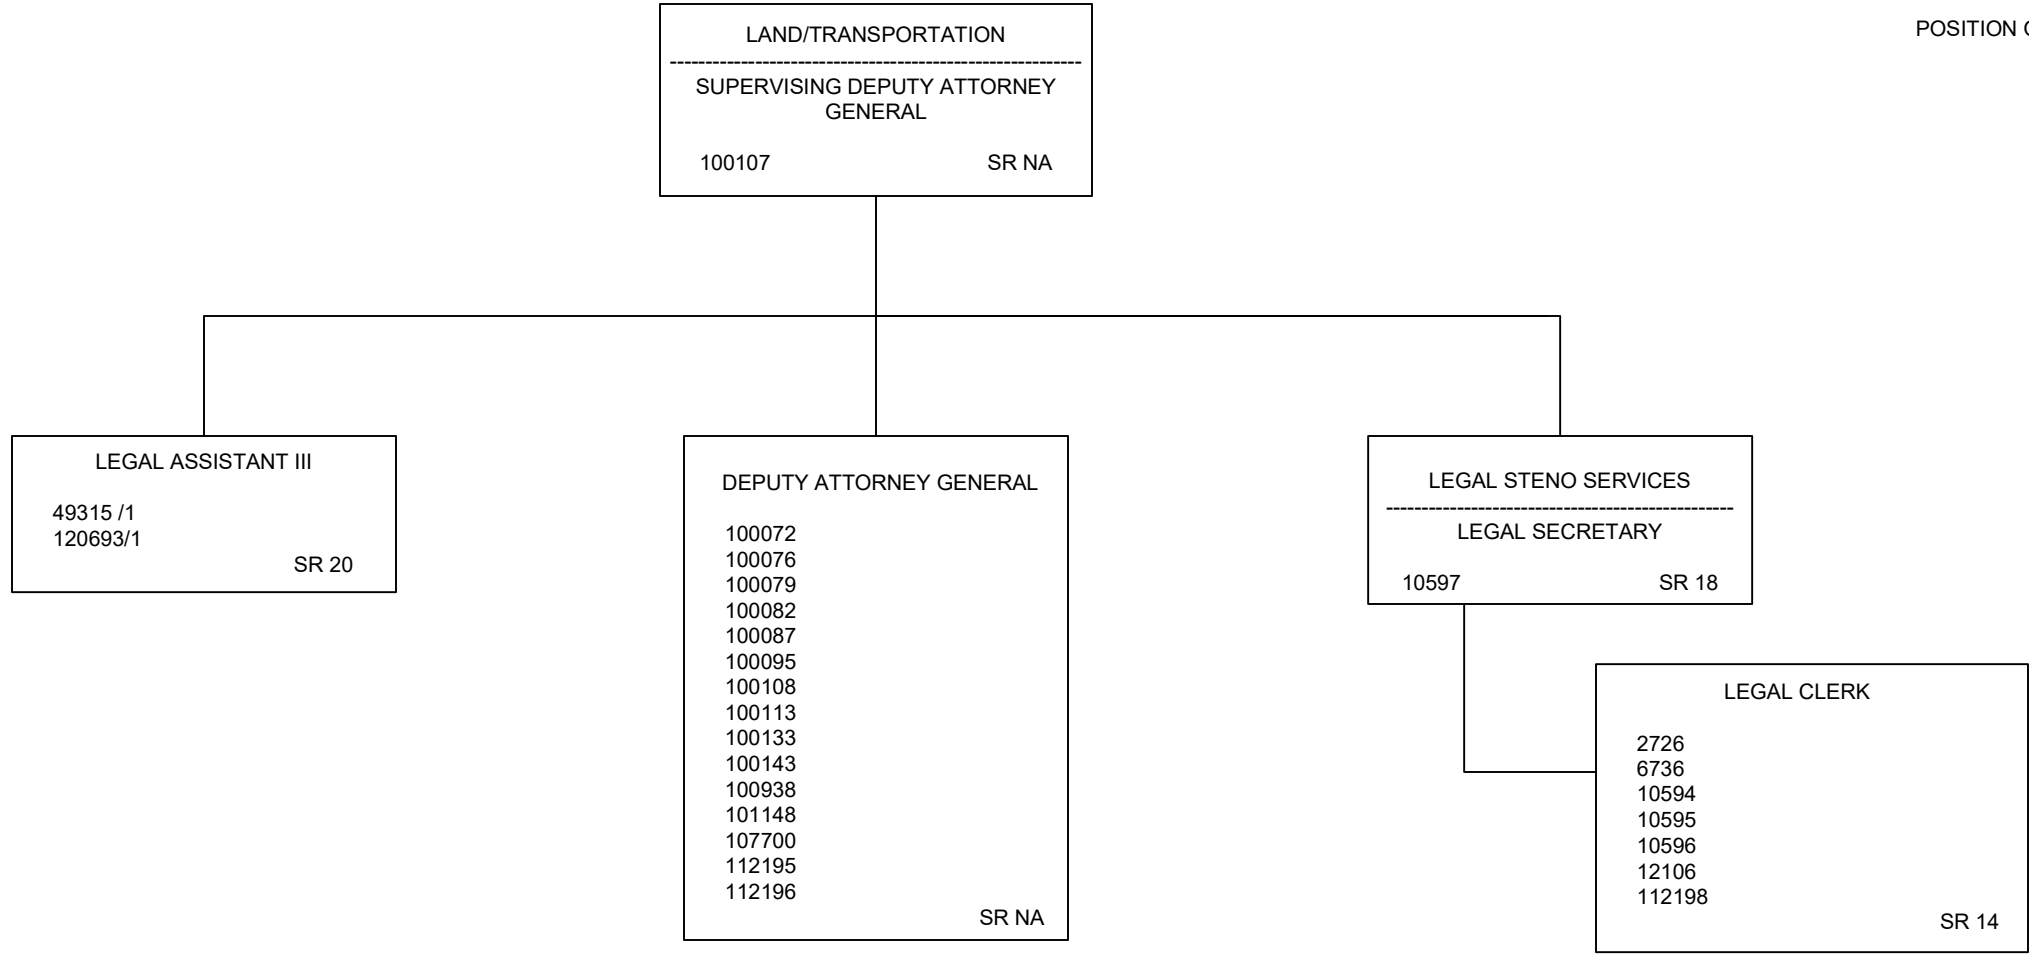 POSITION
LAND/TRANSPORTATION
--------------------------------------------------------
SUPERVISING DEPUTY ATTORNEY
GENERAL
100107 SR NA
LEGAL ASSISTANT III
49315 /1
120693/1
SR 20
DEPUTY ATTORNEY GENERAL
100072
100076
100079
100082
100087
100095
100108
100113
100133
100143
100938
101148
107700
112195
112196
SR NA
LEGAL STENO SERVICES
------------------------------------------------
LEGAL SECRETARY
10597 SR 18
LEGAL CLERK
2726
6736
10594
10595
10596
12106
112198
SR 14